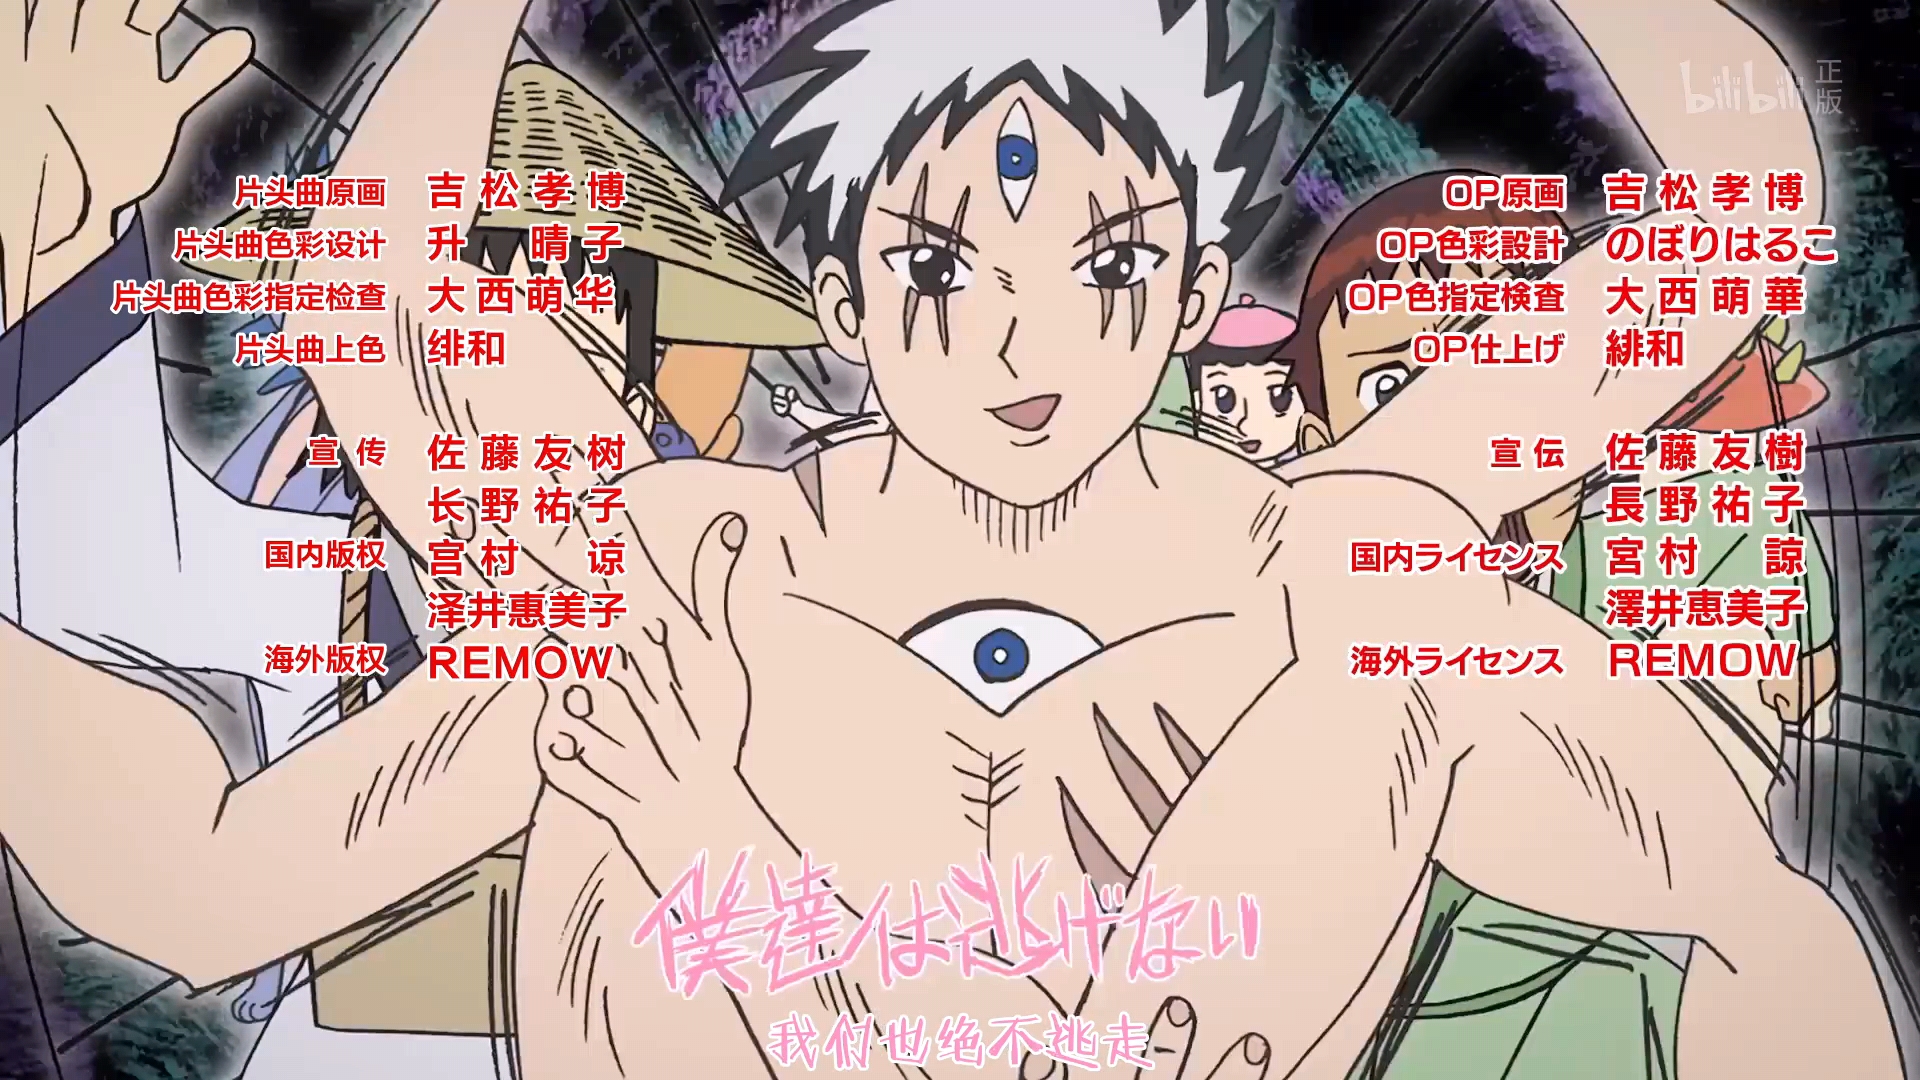 bilibili 正版
片头曲原画 吉松孝博
片头曲色彩设计 升 晴子
片头曲色彩指定检查 大西萌华
片头曲上色 绯和
宣传 佐藤友树
长野祐子
国内版权 宫村 谅
泽井惠美子
海外版权 REMOW
OP原画 吉松孝博
OP色彩設計 のぼりはるこ
OP色指定検査 大西萌華
OP仕上げ 緋和
宣伝 佐藤友樹
長野祐子
国内ライセンス 宮村 諒
澤井恵美子
海外ライセンス REMOW
僕達は逃げない
我们也绝不逃走